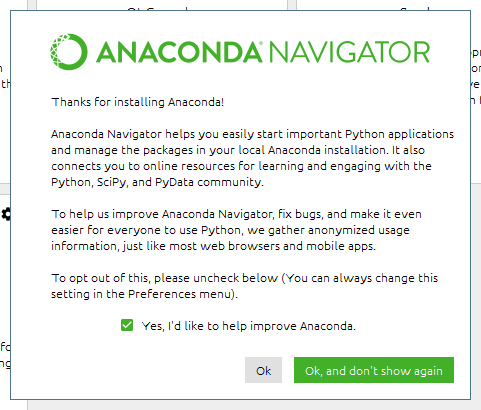 ANACONDA NAVIGATOR
Thanks for installing Anaconda!
Anaconda Navigator helps you easily start important Python applications
and manage the packages in your local Anaconda installation. It also
connects you to online resources for learning and engaging with the
Python, SciPy, and PyData community.
To help us improve Anaconda Navigator, fix bugs, and make it even
easier for everyone to use Python, we gather anonymized usage
information, just like most web browsers and mobile apps.
To opt out of this, please uncheck below (You can always change this
setting in the Preferences menu).
Yes, I'd like to help improve Anaconda.
Ok
Ok, and don't show again